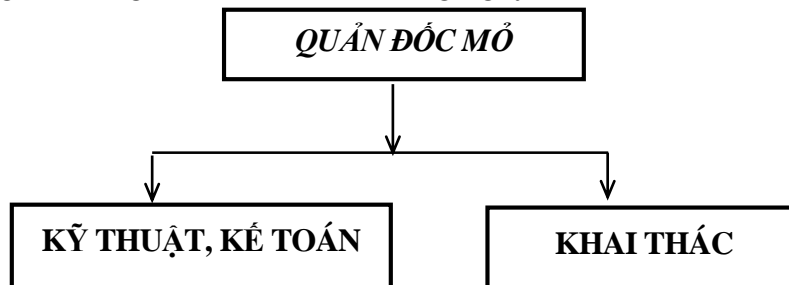 QUẢN ĐỐC MỎ
KỸ THUẬT, KẾ TOÁN
KHAI THÁC